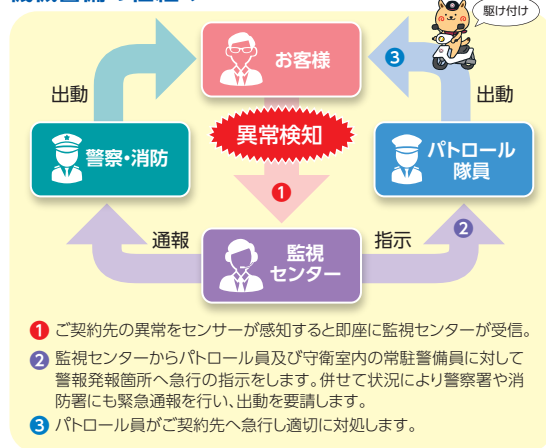 駆け付け
お客様
❸
出動
出動
異常検知
警察・消防
パトロール
隊員
❶
❷
通報
指示
監視
センター
❶ ご契約先の異常をセンサーが感知すると即座に監視センターが受信。
❷ 監視センターからパトロール員及び守衛室内の常駐警備員に対して
警報発報箇所へ急行の指示をします。併せて状況により警察署や消
防署にも緊急通報を行い、出動を要請します。
❸ パトロール員がご契約先へ急行し適切に対処します。